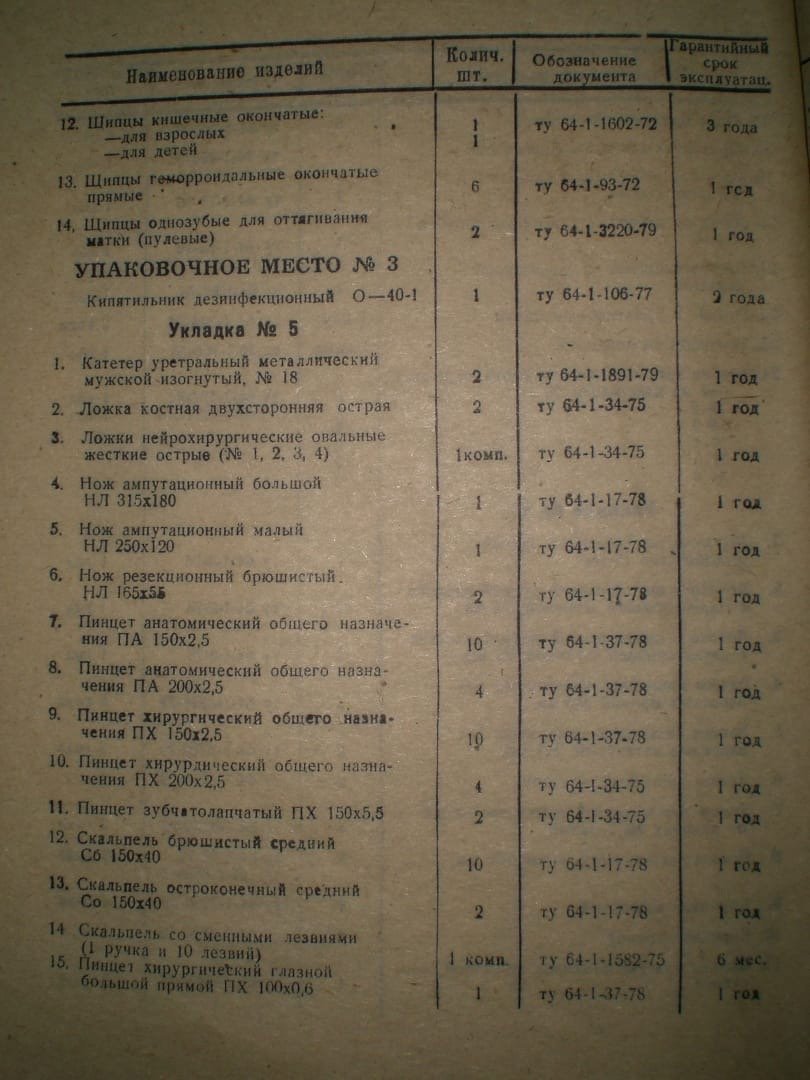 Наименование изделий Колич. шт. Обозначение документа Гарантийный срок эксплуатац.
12. Щипцы кишечные окончатые:
—для взрослых 1 ту 64-1-1602-72 3 года
—для детей 1
13. Щипцы геморроидальные окончатые
прямые 6 ту 64-1-93-72 1 гсд
14, Щипцы однозубые для оттягивания
матки (пулевые) 2 ту 64-1-3220-79 1 год
УПАКОВОЧНОЕ МЕСТО № 3
Кипятильник дезинфекционный О—40-1 1 ту 64-1-106-77 2 года
Укладка № 5
1. Катетер уретральный металлический
мужской изогнутый, № 18 2 ту 64-1-1891-79 1 год
2. Ложка костная двухсторонняя острая 2 ту 64-1-34-75 1 год
3. Ложки нейрохирургические овальные
жесткие острые (№ 1, 2, 3, 4) 1комп. ту 64-1-34-75 1 год
4. Нож ампутационный большой
НЛ 315х180 1 ту 64-1-17-78 1 год
5. Нож ампутационный малый
НЛ 250х120 1 ту 64-1-17-78 1 год
6. Нож резекционный брюшистый.
НЛ 165х55 2 ту 64-1-17-78 1 год
7. Пинцет анатомический общего назначе-
ния ПА 150х2,5 10 ту 64-1-37-78 1 год
8. Пинцет анатомический общего назна-
чения ПА 200х2,5 4 ту 64-1-37-78 1 год
9. Пинцет хирургический общего назна-
чения ПХ 150х2,5 10 ту 64-1-37-78 1 год
10. Пинцет хирурдический общего назна-
чения ПХ 200х2,5 4 ту 64-1-34-75 1 год
11. Пинцет зубчатолапчатый ПХ 150х5,5 2 ту 64-1-34-75 1 год
12. Скальпель брюшистый средний
Сб 150х40 10 ту 64-1-17-78 1 год
13. Скальпель остроконечный средний
Со 150х40 2 ту 64-1-17-78 1 год
14 Скальпель со сменными лезвиями
(1 ручка и 10 лезвий) 1 комп. ту 64-1-1582-75 6 мес.
15. Пинцет хирургический глазной
большой прямой ПХ 100х0,6 1 ту 64-1-37-78 1 год